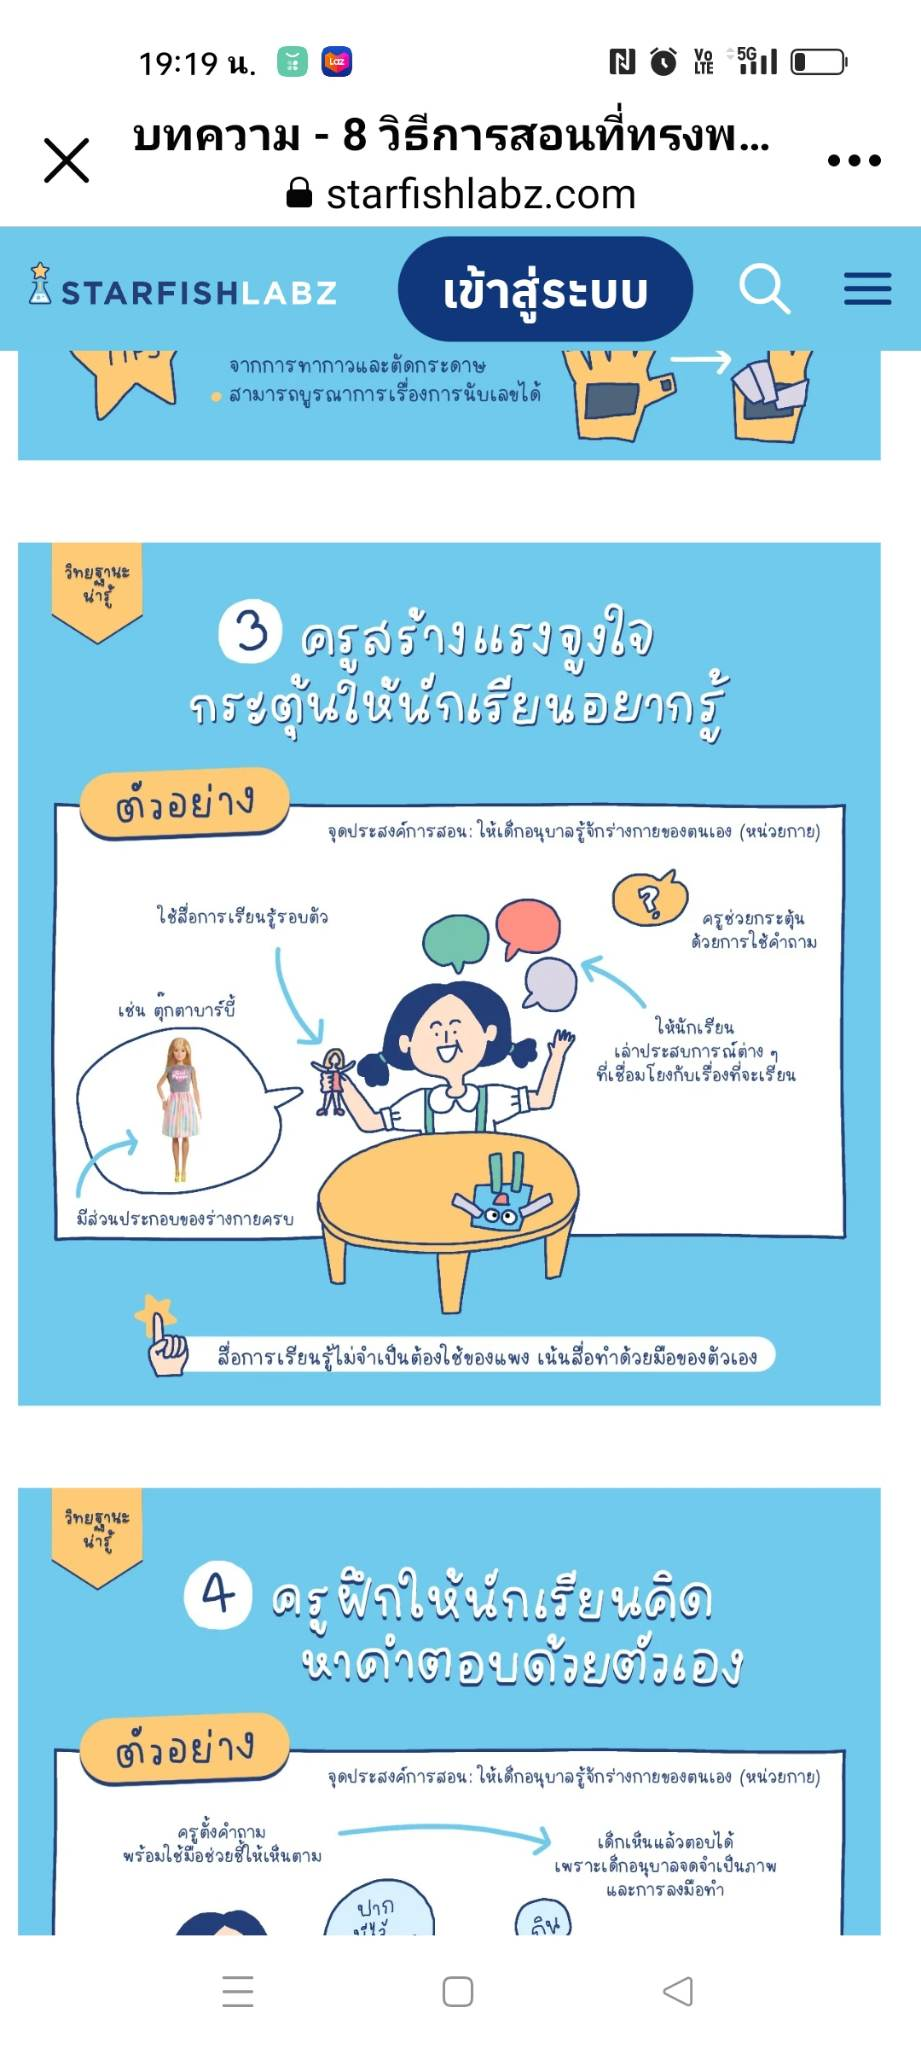 19:19 น.
Laz
Vo LTE 5G
บทความ - 8 วิธีการสอนที่ทรงพ...
starfishlabz.com
STARFISHLABZ
เข้าสู่ระบบ
TIPS
จากการทากาวและตัดกระดาษ
สามารถบูรณาการเรื่องการนับเลขได้
วิทยฐานะ
น่ารู้
3 ครูสร้างแรงจูงใจ
กระตุ้นให้นักเรียนอยากรู้
ตัวอย่าง
จุดประสงค์การสอน: ให้เด็กอนุบาลรู้จักร่างกายของตนเอง (หน่วยกาย)
ใช้สื่อการเรียนรู้รอบตัว
?
ครูช่วยกระตุ้น
ด้วยการใช้คำถาม
เช่น ตุ๊กตาบาร์บี้
ให้นักเรียน
เล่าประสบการณ์ต่าง ๆ
ที่เชื่อมโยงกับเรื่องที่จะเรียน
มีส่วนประกอบของร่างกายครบ
สื่อการเรียนรู้ไม่จำเป็นต้องใช้ของแพง เน้นสื่อทำด้วยมือของตัวเอง
วิทยฐานะ
น่ารู้
4 ครูฝึกให้นักเรียนคิด
หาคำตอบด้วยตัวเอง
ตัวอย่าง
จุดประสงค์การสอน: ให้เด็กอนุบาลรู้จักร่างกายของตนเอง (หน่วยกาย)
ครูตั้งคำถาม
พร้อมใช้มือช่วยชี้ให้เห็นตาม
เด็กเห็นแล้วตอบได้
เพราะเด็กอนุบาลจดจำเป็นภาพ
และการลงมือทำ
ปาก
มีไว้
กิน